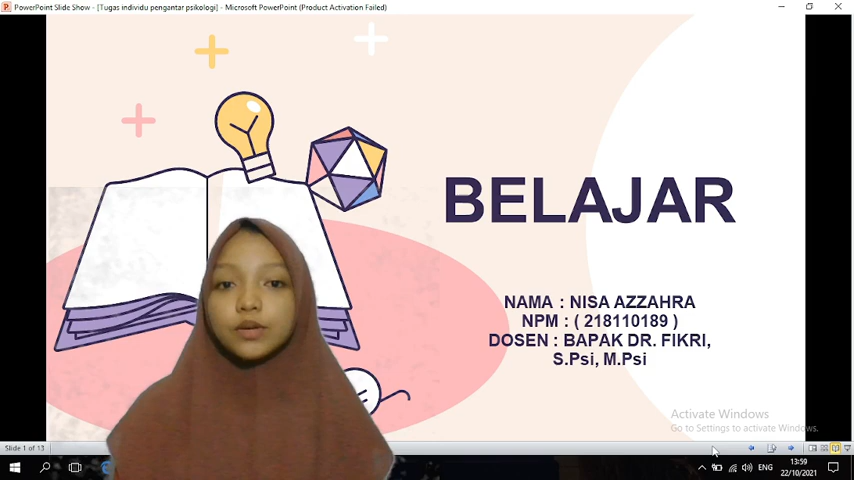 PowerPoint Slide Show - [Tugas individu pengantar psikologi] - Microsoft PowerPoint (Product Activation Failed)
BELAJAR
NAMA : NISA AZZAHRA
NPM : ( 218110189 )
DOSEN : BAPAK DR. FIKRI,
S.Psi, M.Psi
Activate Windows
Go to Settings to activate Windows.
Slide 1 of 13
ENG
13:59
22/10/2021